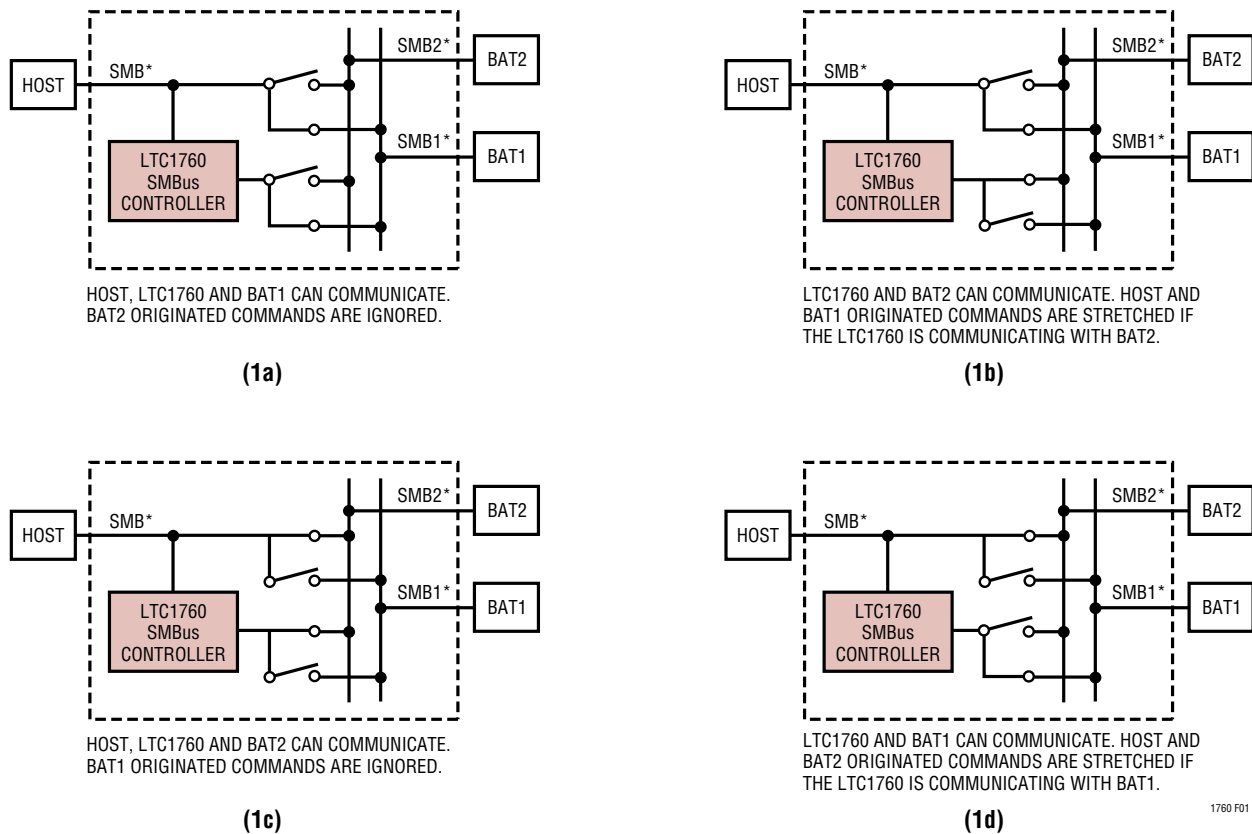 SMB2*
HOST
SMB*
BAT2
SMB1*
BAT1
LTC1760
SMBus
CONTROLLER
HOST, LTC1760 AND BAT1 CAN COMMUNICATE.
BAT2 ORIGINATED COMMANDS ARE IGNORED.
(1a)
SMB2*
HOST
SMB*
BAT2
SMB1*
BAT1
LTC1760
SMBus
CONTROLLER
LTC1760 AND BAT2 CAN COMMUNICATE. HOST AND
BAT1 ORIGINATED COMMANDS ARE STRETCHED IF
THE LTC1760 IS COMMUNICATING WITH BAT2.
(1b)
SMB2*
HOST
SMB*
BAT2
SMB1*
BAT1
LTC1760
SMBus
CONTROLLER
HOST, LTC1760 AND BAT2 CAN COMMUNICATE.
BAT1 ORIGINATED COMMANDS ARE IGNORED.
(1c)
SMB2*
HOST
SMB*
BAT2
SMB1*
BAT1
LTC1760
SMBus
CONTROLLER
LTC1760 AND BAT1 CAN COMMUNICATE. HOST AND
BAT2 ORIGINATED COMMANDS ARE STRETCHED IF
THE LTC1760 IS COMMUNICATING WITH BAT1.
(1d)
1760 F01